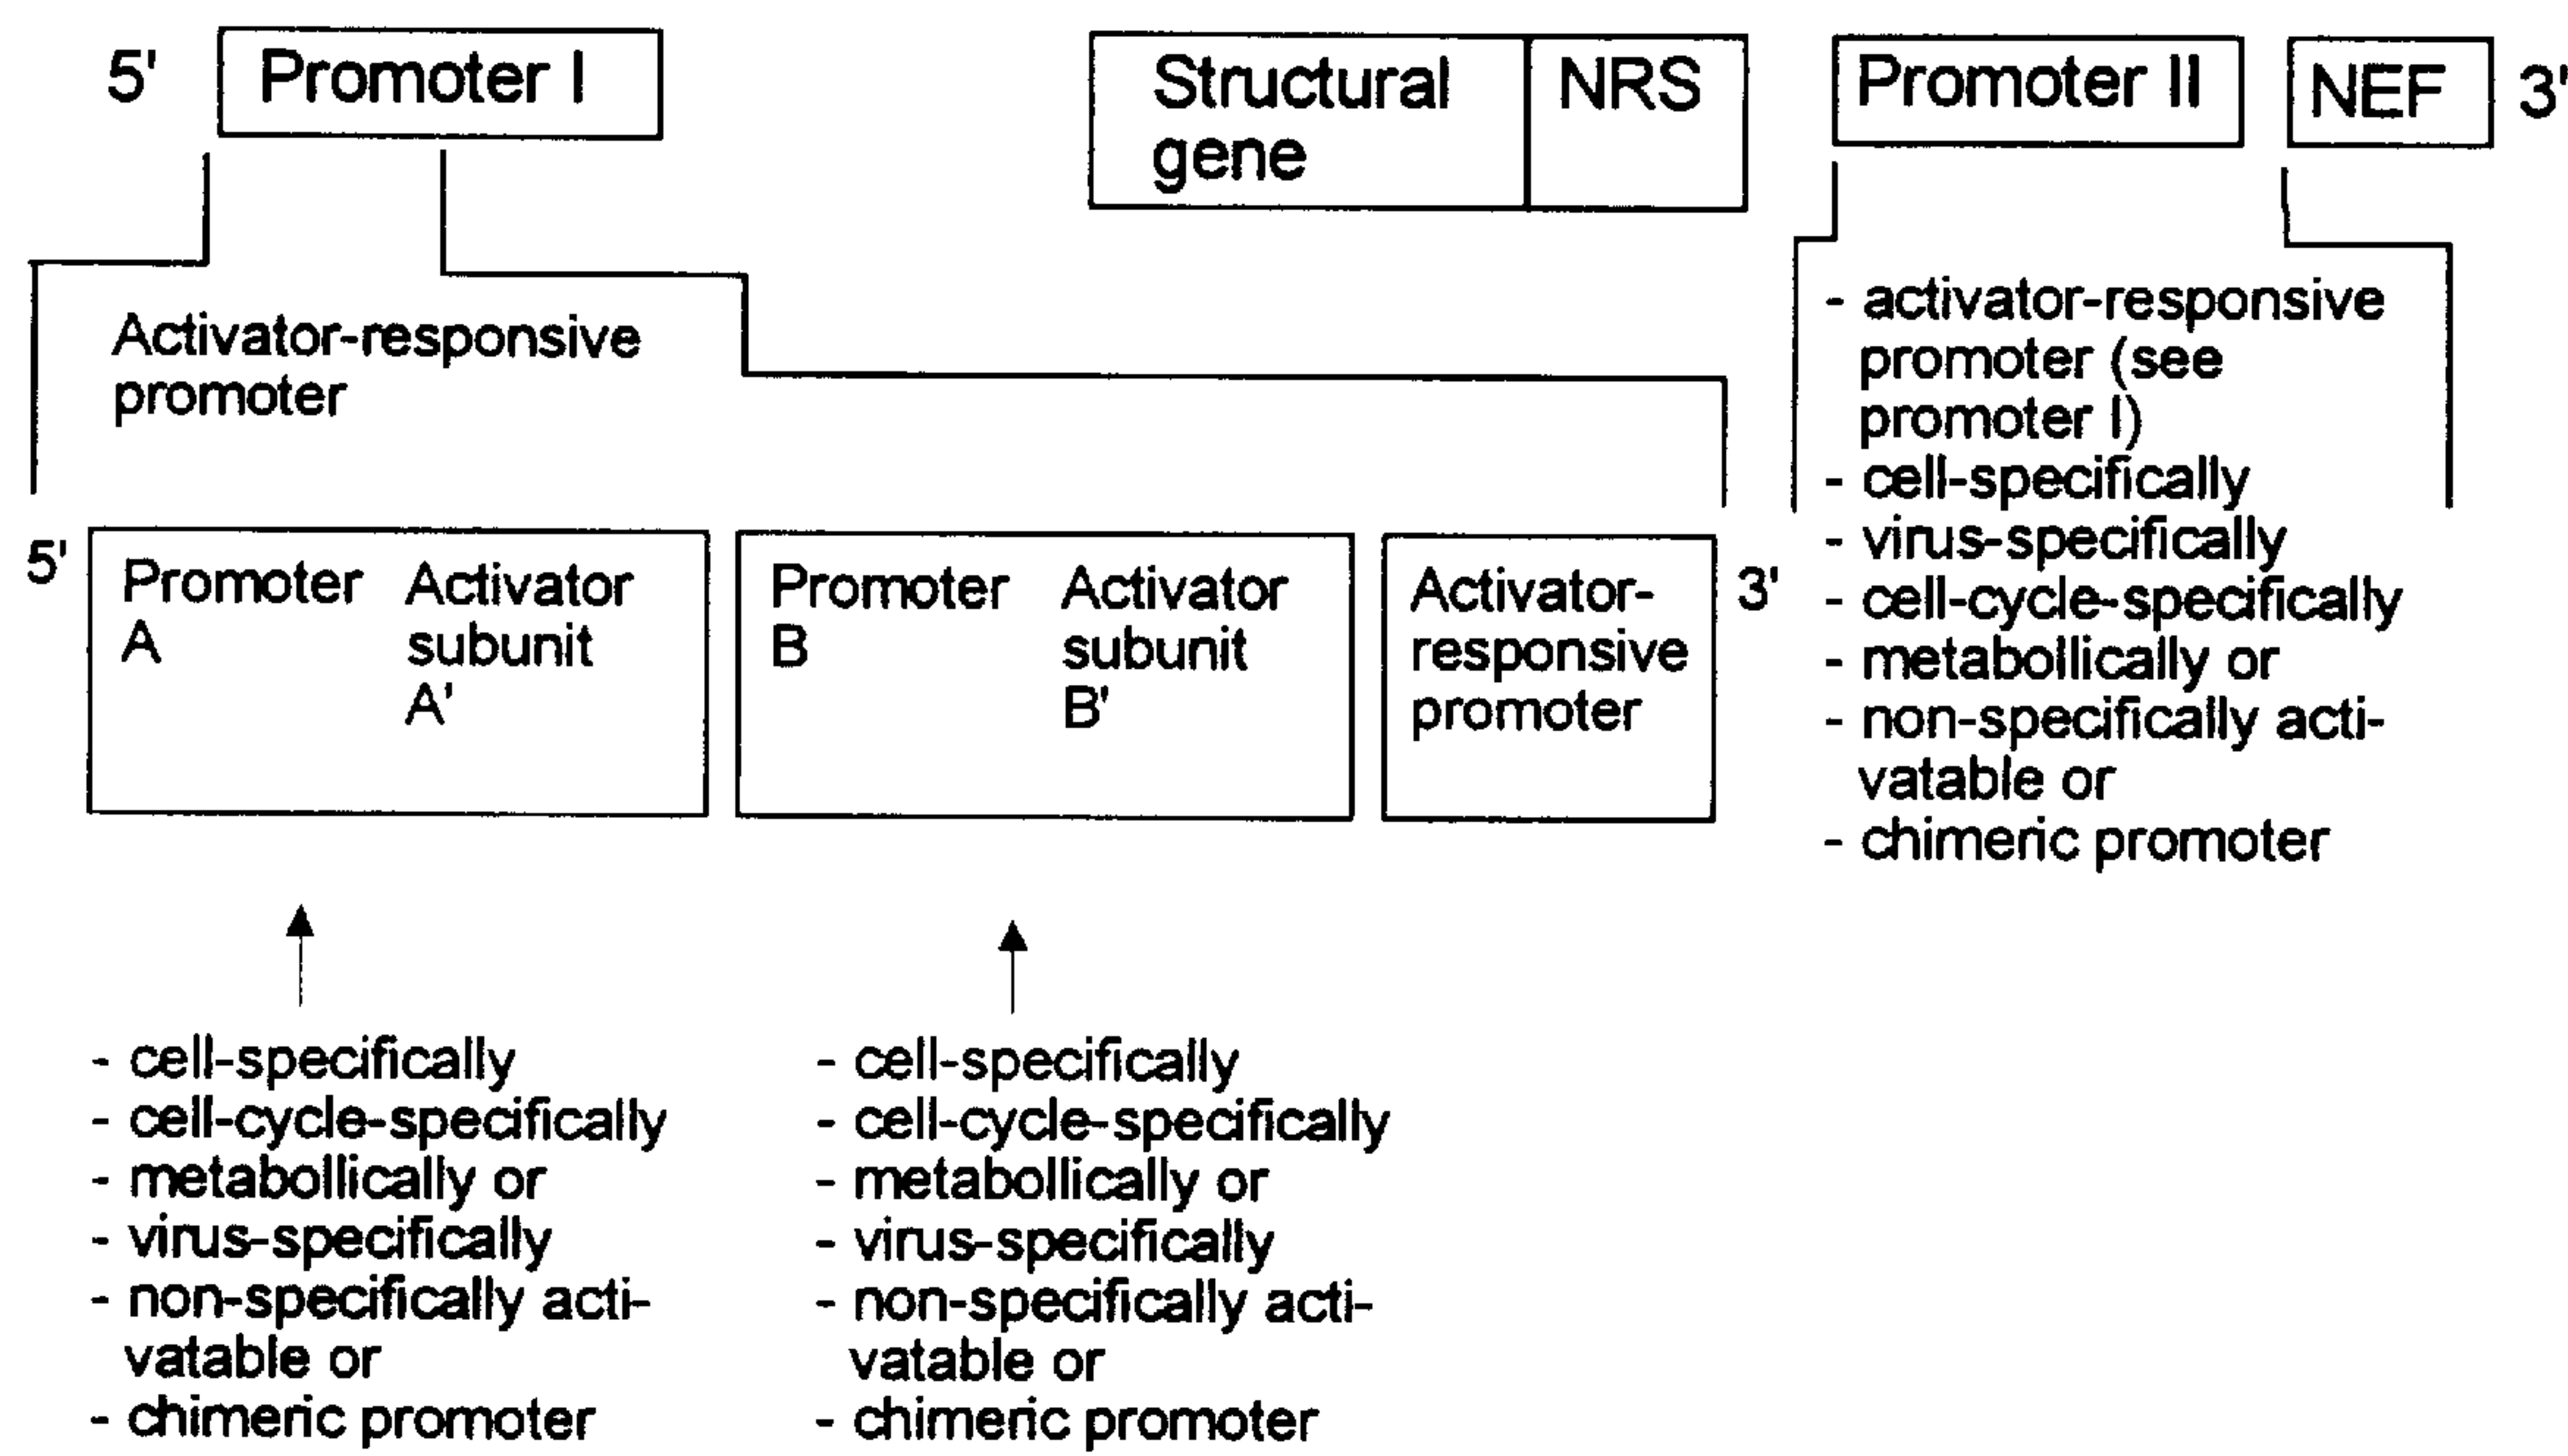 5' Promoter I Structural gene NRS Promoter II NEF 3'
Activator-responsive
promoter
- activator-responsive
promoter (see
promoter I)
- cell-specifically
- virus-specifically
- cell-cycle-specifically
- metabollically or
- non-specifically acti-
vatable or
- chimeric promoter
5'
Promoter
A
Activator
subunit
A'
Promoter
B
Activator
subunit
B'
Activator-
responsive
promoter
3'
- cell-specifically
- cell-cycle-specifically
- metabollically or
- virus-specifically
- non-specifically acti-
vatable or
- chimeric promoter
- cell-specifically
- cell-cycle-specifically
- metabollically or
- virus-specifically
- non-specifically acti-
vatable or
- chimeric promoter